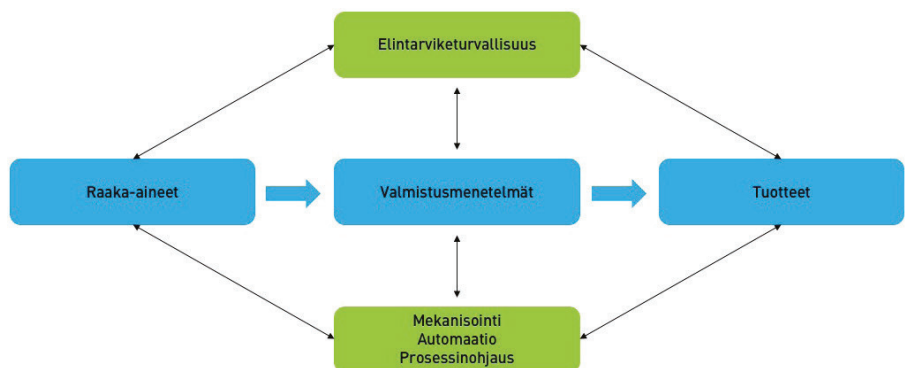 Elintarviketurvallisuus
Raaka-aineet
Valmistusmenetelmät
Tuotteet
Mekanisointi
Automaatio
Prosessinohjaus